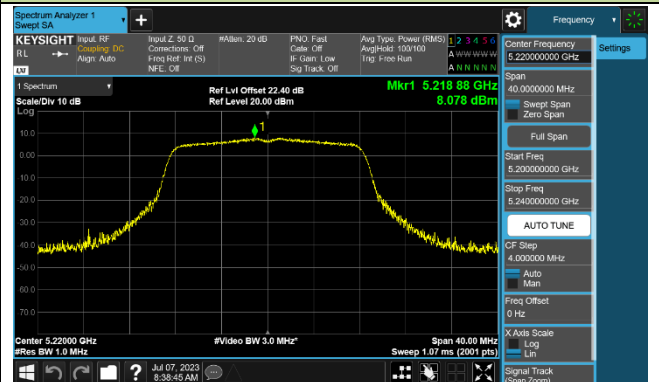 Spectrum Analyzer 1
Swept SA
Frequency
KEYSIGHT
RL
LXI
Input: RF
Coupling: DC
Align: Auto
Input Z: 50 Ω
Corrections: Off
Freq Ref: Int (S)
NFE: Off
#Atten: 20 dB
PNO: Fast
Gate: Off
IF Gain: Low
Sig Track: Off
Avg Type: Power (RMS)
Avg|Hold: 100/100
Trig: Free Run
1 2 3 4 5 6
A W W W W W
A N N N N N
1 Spectrum
Scale/Div 10 dB
Log
Ref Lvl Offset 22.40 dB
Ref Level 20.00 dBm
Mkr1 5.218 88 GHz
8.078 dBm
1
10.0
0.00
-10.0
-20.0
-30.0
-40.0
-50.0
-60.0
-70.0
Center 5.22000 GHz
#Res BW 1.0 MHz
#Video BW 3.0 MHz*
Span 40.00 MHz
Sweep 1.07 ms (2001 pts)
Center Frequency
5.220000000 GHz
Settings
Span
40.0000000 MHz
Swept Span
Zero Span
Full Span
Start Freq
5.200000000 GHz
Stop Freq
5.240000000 GHz
AUTO TUNE
CF Step
4.000000 MHz
Auto
Man
Freq Offset
0 Hz
X Axis Scale
Log
Lin
Signal Track
(Span Zoom)
?
Jul 07, 2023
8:38:45 AM